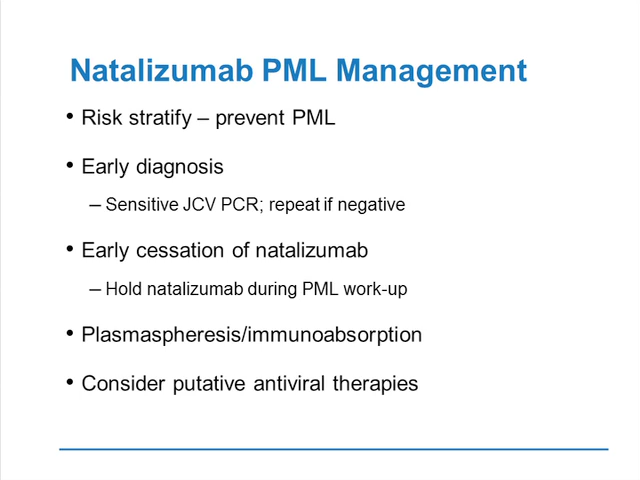 Natalizumab PML Management
• Risk stratify – prevent PML
• Early diagnosis
– Sensitive JCV PCR; repeat if negative
• Early cessation of natalizumab
– Hold natalizumab during PML work-up
• Plasmaspheresis/immunoabsorption
• Consider putative antiviral therapies